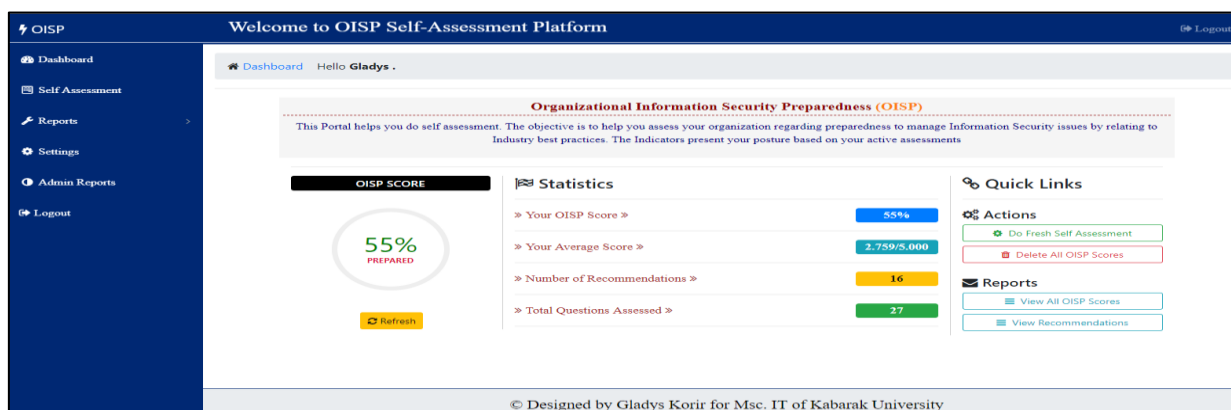 OISP
Welcome to OISP Self-Assessment Platform
Logout
Dashboard
Self Assessment
Reports
Settings
Admin Reports
Logout
Dashboard Hello Gladys .
Organizational Information Security Preparedness (OISP)
This Portal helps you do self assessment. The objective is to help you assess your organization regarding preparedness to manage Information Security issues by relating to
Industry best practices. The Indicators present your posture based on your active assessments
OISP SCORE
55%
PREPARED
Refresh
Statistics
» Your OISP Score » 55%
» Your Average Score » 2.759/5.000
» Number of Recommendations » 16
» Total Questions Assessed » 27
Quick Links
Actions
Do Fresh Self Assessment
Delete All OISP Scores
Reports
View All OISP Scores
View Recommendations
© Designed by Gladys Korir for Msc. IT of Kabarak University